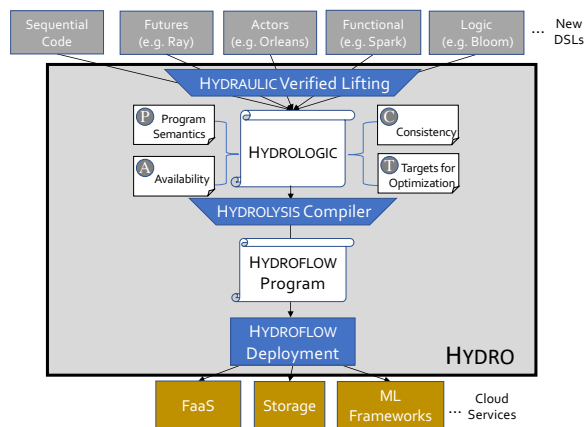 Sequential
Code
Futures
(e.g. Ray)
Actors
(e.g. Orleans)
Functional
(e.g. Spark)
Logic
(e.g. Bloom)
... New
DSLs
HYDRAULIC Verified Lifting
P Program
Semantics
A Availability
HYDROLOGIC
C Consistency
T Targets for
Optimization
HYDROLYSIS Compiler
HYDROFLOW
Program
HYDROFLOW
Deployment
HYDRO
FaaS
Storage
ML
Frameworks
... Cloud
Services